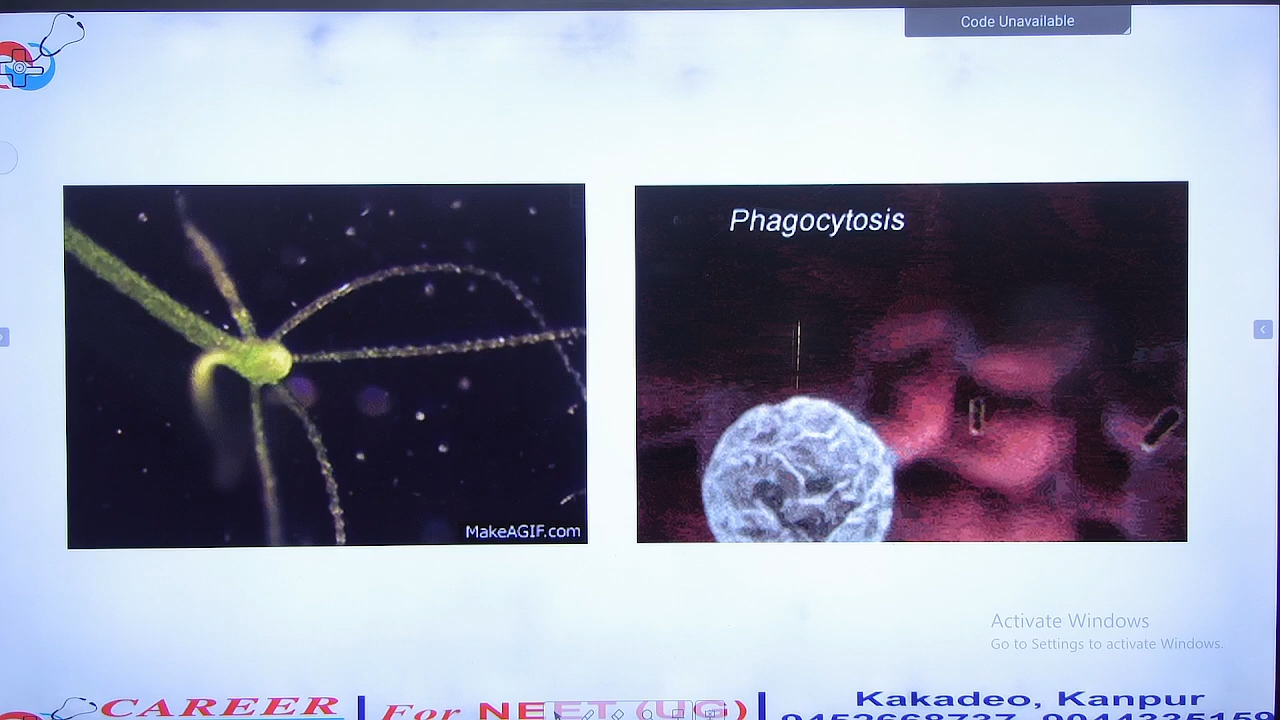 Code Unavailable
Phagocytosis
MakeAGIF.com
Activate Windows
Go to Settings to activate Windows.
CAREER
For NEET (UG)
Kakadeo, Kanpur